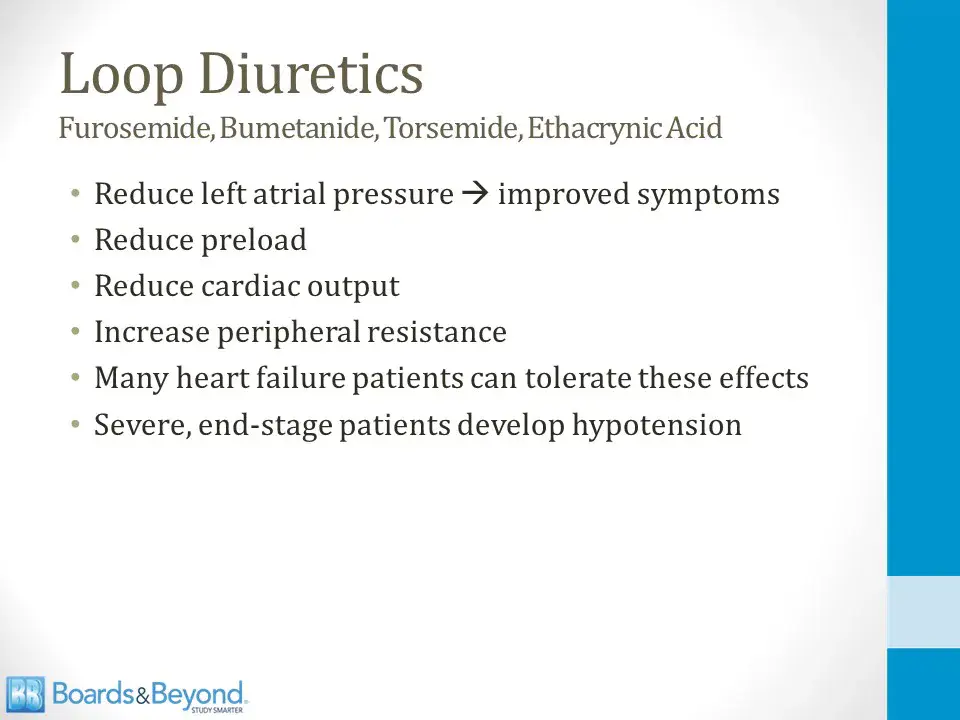 Loop Diuretics
Furosemide, Bumetanide, Torsemide, Ethacrynic Acid
• Reduce left atrial pressure → improved symptoms
• Reduce preload
• Reduce cardiac output
• Increase peripheral resistance
• Many heart failure patients can tolerate these effects
• Severe, end-stage patients develop hypotension
BB Boards&Beyond.
STUDY SMARTER